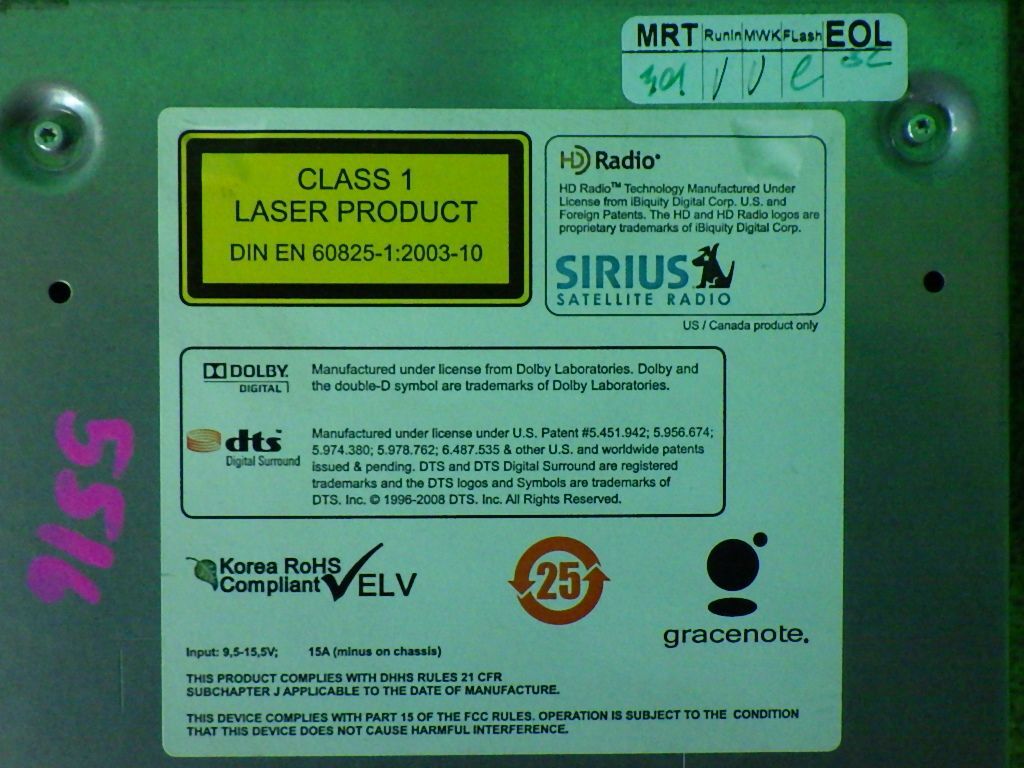 MRT RunIn MWK FLash EOL
301 V V e 32
CLASS 1
LASER PRODUCT
DIN EN 60825-1:2003-10
HD Radio
HD Radio™ Technology Manufactured Under
License from iBiquity Digital Corp. U.S. and
Foreign Patents. The HD and HD Radio logos are
proprietary trademarks of iBiquity Digital Corp.
SIRIUS
SATELLITE RADIO
US / Canada product only
DOLBY
DIGITAL
Manufactured under license from Dolby Laboratories. Dolby and
the double-D symbol are trademarks of Dolby Laboratories.
dts
Digital Surround
Manufactured under license under U.S. Patent #5.451.942; 5.956.674;
5.974.380; 5.978.762; 6.487.535 & other U.S. and worldwide patents
issued & pending. DTS and DTS Digital Surround are registered
trademarks and the DTS logos and Symbols are trademarks of
DTS. Inc. © 1996-2008 DTS. Inc. All Rights Reserved.
5516
Korea RoHS
Compliant ELV
25
gracenote.
Input: 9,5-15,5V; 15A (minus on chassis)
THIS PRODUCT COMPLIES WITH DHHS RULES 21 CFR
SUBCHAPTER J APPLICABLE TO THE DATE OF MANUFACTURE.
THIS DEVICE COMPLIES WITH PART 15 OF THE FCC RULES. OPERATION IS SUBJECT TO THE CONDITION
THAT THIS DEVICE DOES NOT CAUSE HARMFUL INTERFERENCE.